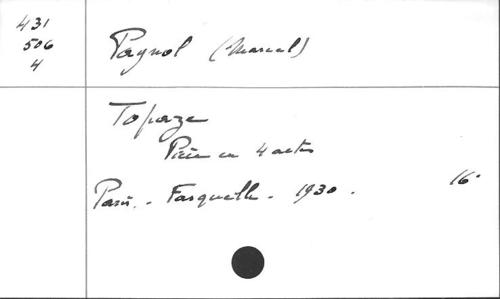 431
506
4
Pagnol (Marcel)
Topaze
Pièce en 4 actes
Paris. - Fasquelle - 1930. 16°